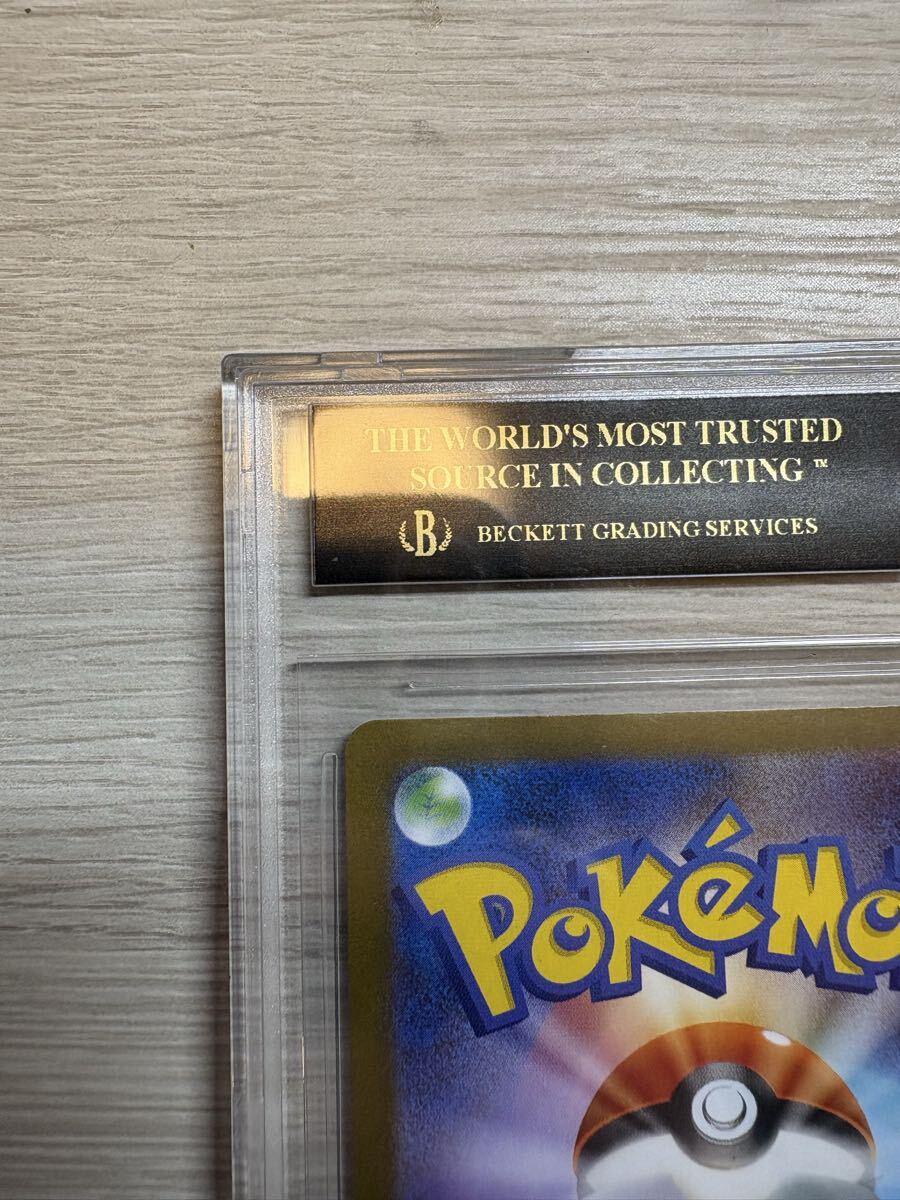 THE WORLD'S MOST TRUSTED
SOURCE IN COLLECTING ™
B BECKETT GRADING SERVICES
POKÉMO